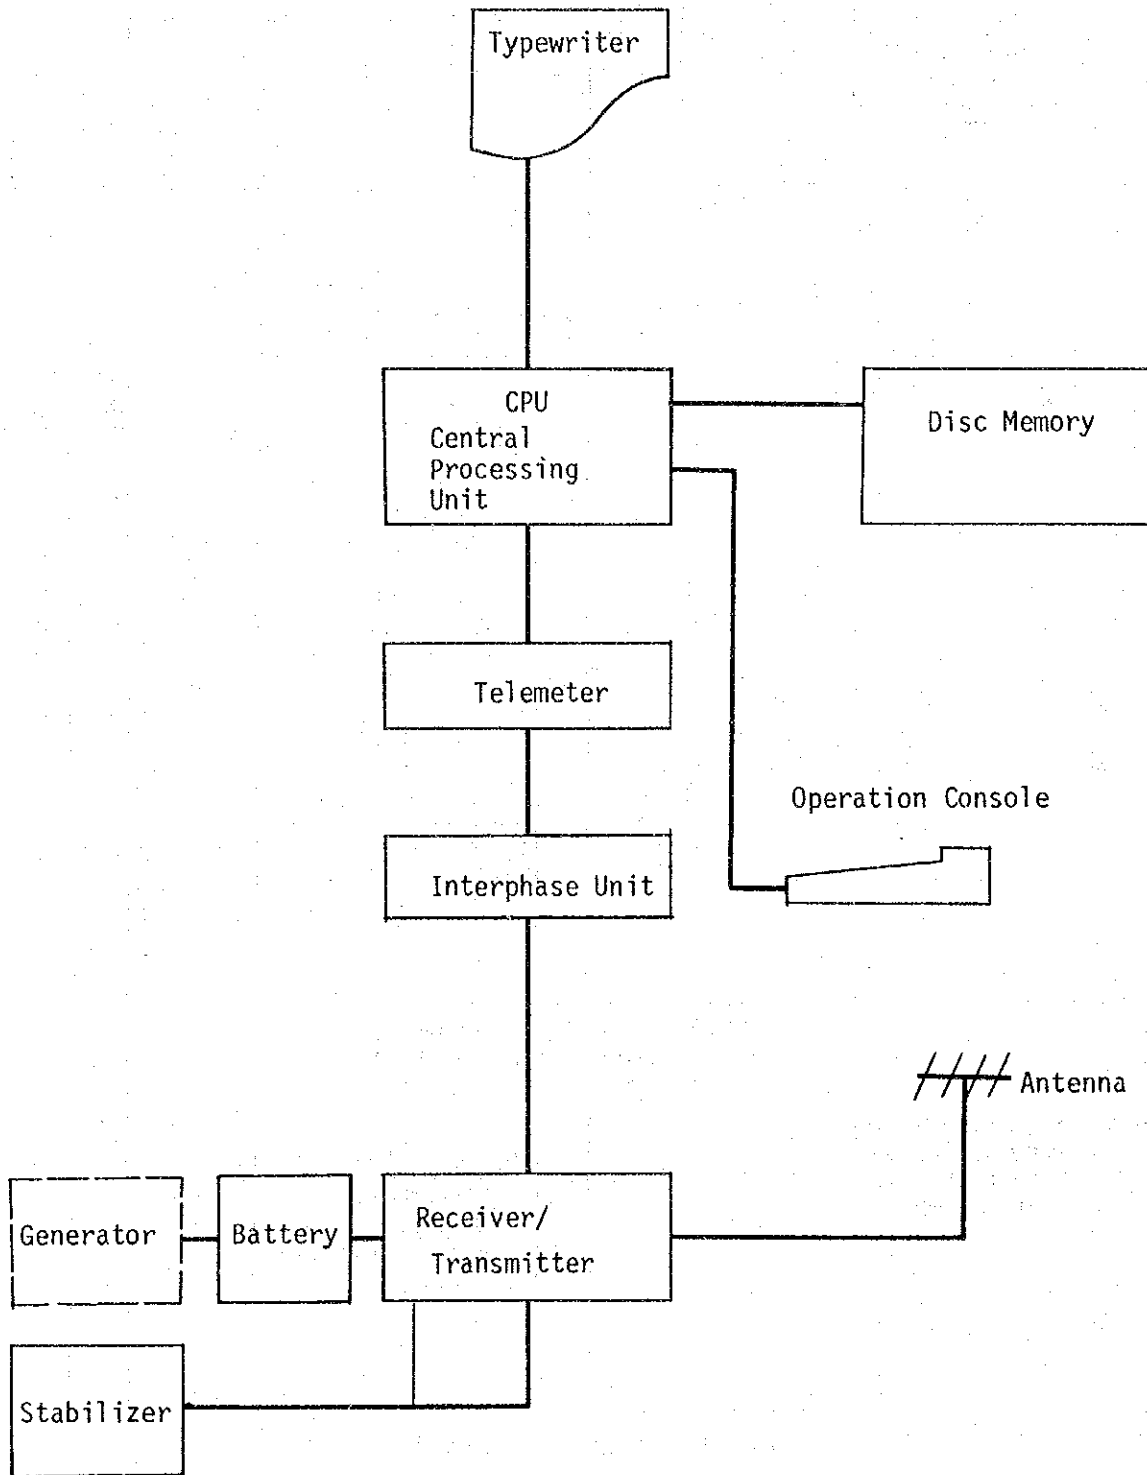 Typewriter
CPU
Central
Processing
Unit
Disc Memory
Telemeter
Operation Console
Interphase Unit
Antenna
Generator
Battery
Receiver/
Transmitter
Stabilizer